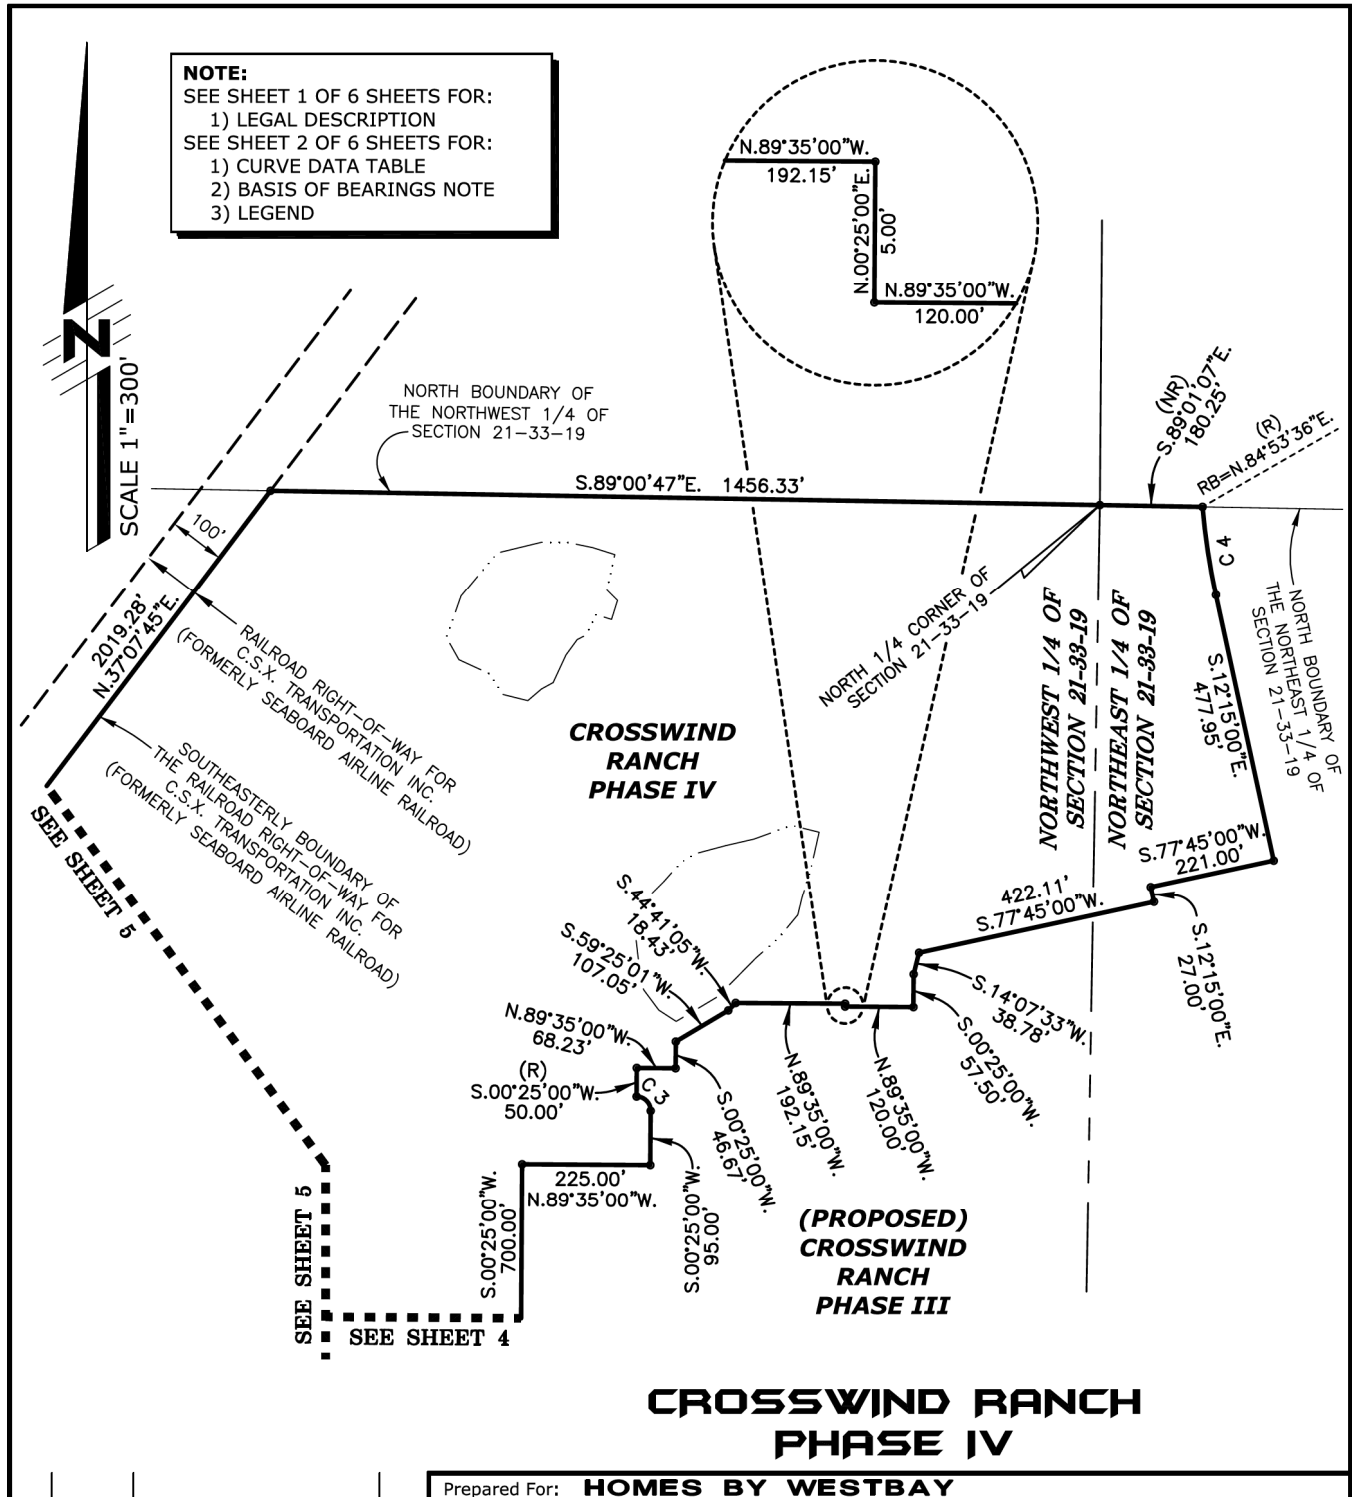 NOTE:
SEE SHEET 1 OF 6 SHEETS FOR:
1) LEGAL DESCRIPTION
SEE SHEET 2 OF 6 SHEETS FOR:
1) CURVE DATA TABLE
2) BASIS OF BEARINGS NOTE
3) LEGEND
N
SCALE 1"=300'
N.89°35'00"W.
192.15'
N.00°25'00"E.
5.00'
N.89°35'00"W.
120.00'
NORTH BOUNDARY OF
THE NORTHWEST 1/4 OF
SECTION 21-33-19
S.89°00'47"E. 1456.33'
(NR)
S.89°01'07"E.
180.25'
(R)
RB=N.84°53'36"E.
100'
2019.28'
N.37°07'45"E.
RAILROAD RIGHT-OF-WAY FOR
C.S.X. TRANSPORTATION INC.
(FORMERLY SEABOARD AIRLINE RAILROAD)
SOUTHEASTERLY BOUNDARY OF
THE RAILROAD RIGHT-OF-WAY FOR
C.S.X. TRANSPORTATION INC.
(FORMERLY SEABOARD AIRLINE RAILROAD)
NORTH 1/4 CORNER OF
SECTION 21-33-19
NORTHWEST 1/4 OF
SECTION 21-33-19
NORTHEAST 1/4 OF
SECTION 21-33-19
C 4
NORTH BOUNDARY OF
THE NORTHEAST 1/4 OF
SECTION 21-33-19
S.12°15'00"E.
477.95'
CROSSWIND
RANCH
PHASE IV
SEE SHEET 5
S.77°45'00"W.
221.00'
422.11'
S.77°45'00"W.
S.12°15'00"E.
27.00'
S.44°41'05"W.
18.43'
S.59°25'01"W.
107.05'
N.89°35'00"W.
68.23'
(R)
S.00°25'00"W.
50.00'
C 3
S.14°07'33"W.
38.78'
S.00°25'00"W.
57.50'
N.89°35'00"W.
120.00'
N.89°35'00"W.
192.15'
S.00°25'00"W.
46.67'
S.00°25'00"W.
95.00'
225.00'
N.89°35'00"W.
S.00°25'00"W.
700.00'
SEE SHEET 5
SEE SHEET 4
(PROPOSED)
CROSSWIND
RANCH
PHASE III
CROSSWIND RANCH
PHASE IV
Prepared For: HOMES BY WESTBAY